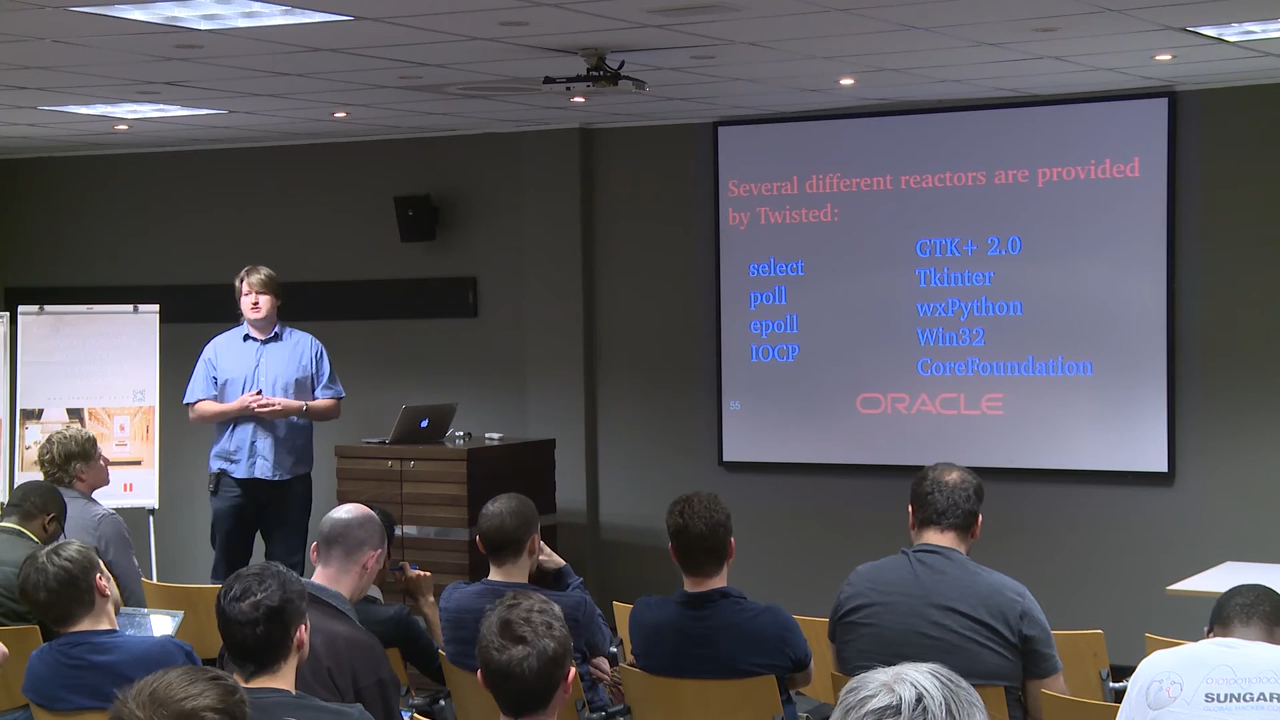 Several different reactors are provided
by Twisted:
select
poll
epoll
IOCP
GTK+ 2.0
Tkinter
wxPython
Win32
CoreFoundation
55
ORACLE
SUNGAR